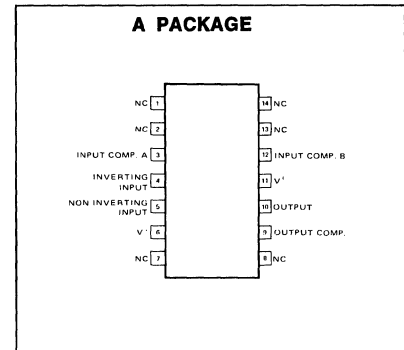 A PACKAGE
NC 1 14 NC
NC 2 13 NC
INPUT COMP. A 3 12 INPUT COMP. B
INVERTING
INPUT 4 11 V+
NON INVERTING
INPUT 5 10 OUTPUT
V- 6 9 OUTPUT COMP.
NC 7 8 NC